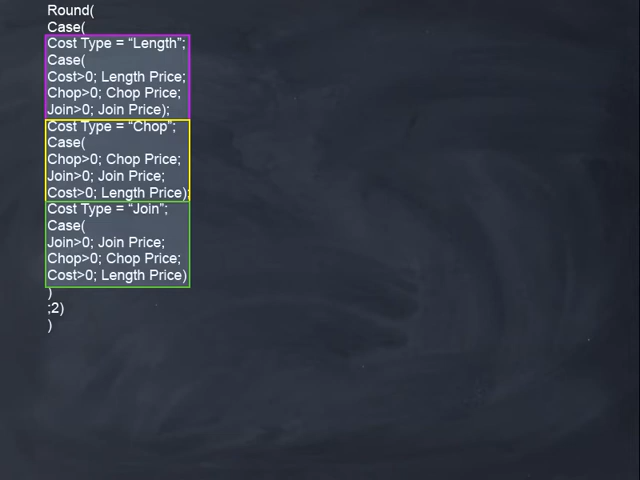 Round(
Case(
Cost Type = “Length”;
Case(
Cost>0; Length Price;
Chop>0; Chop Price;
Join>0; Join Price);
Cost Type = “Chop”;
Case(
Chop>0; Chop Price;
Join>0; Join Price;
Cost>0; Length Price);
Cost Type = “Join”;
Case(
Join>0; Join Price;
Chop>0; Chop Price;
Cost>0; Length Price)
)
;2)
)